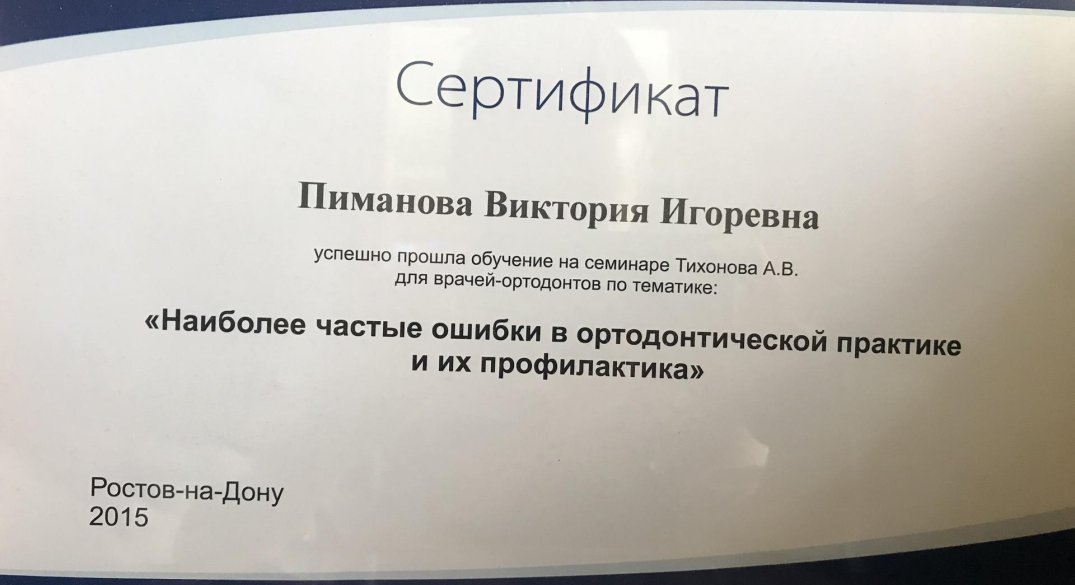 Сертификат
Пиманова Виктория Игоревна
успешно прошла обучение на семинаре Тихонова А.В.
для врачей-ортодонтов по тематике:
«Наиболее частые ошибки в ортодонтической практике
и их профилактика»
Ростов-на-Дону
2015